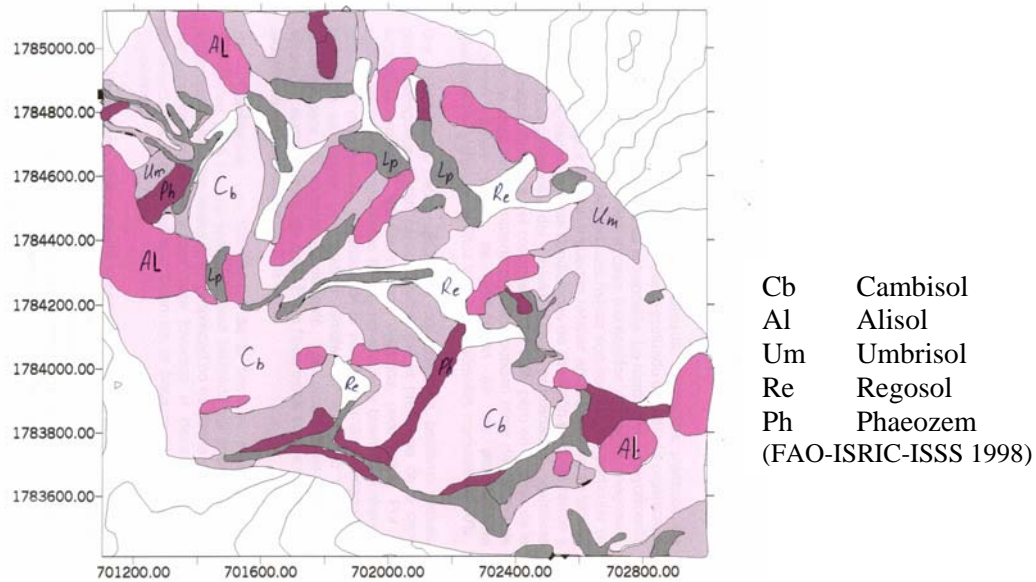 1785000.00
1784800.00
1784600.00
1784400.00
1784200.00
1784000.00
1783800.00
1783600.00
AL
Um
Ph
Cb
Lp
Lp
Re
Um
AL
Lp
Re
Cb
Re
Ph
Cb
AL
701200.00
701600.00
702000.00
702400.00
702800.00
Cb Cambisol
Al Alisol
Um Umbrisol
Re Regosol
Ph Phaeozem
(FAO-ISRIC-ISSS 1998)